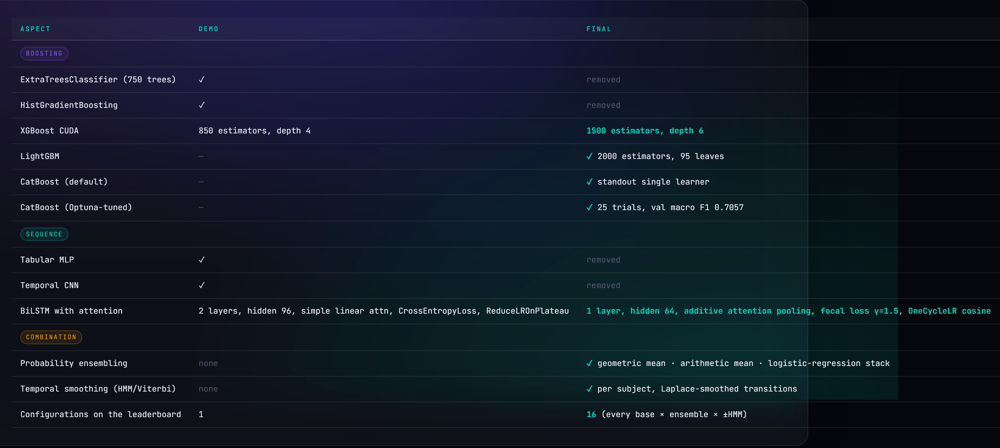 ASPECT DEMO FINAL
BOOSTING
ExtraTreesClassifier (750 trees) ✓ removed
HistGradientBoosting ✓ removed
XGBoost CUDA 850 estimators, depth 4 1500 estimators, depth 6
LightGBM — ✓ 2000 estimators, 95 leaves
CatBoost (default) — ✓ standout single learner
CatBoost (Optuna-tuned) — ✓ 25 trials, val macro F1 0.7057
SEQUENCE
Tabular MLP ✓ removed
Temporal CNN ✓ removed
BiLSTM with attention 2 layers, hidden 96, simple linear attn, CrossEntropyLoss, ReduceLROnPlateau 1 layer, hidden 64, additive attention pooling, focal loss γ=1.5, OneCycleLR cosine
COMBINATION
Probability ensembling none ✓ geometric mean · arithmetic mean · logistic-regression stack
Temporal smoothing (HMM/Viterbi) none ✓ per subject, Laplace-smoothed transitions
Configurations on the leaderboard 1 16 (every base × ensemble × ±HMM)